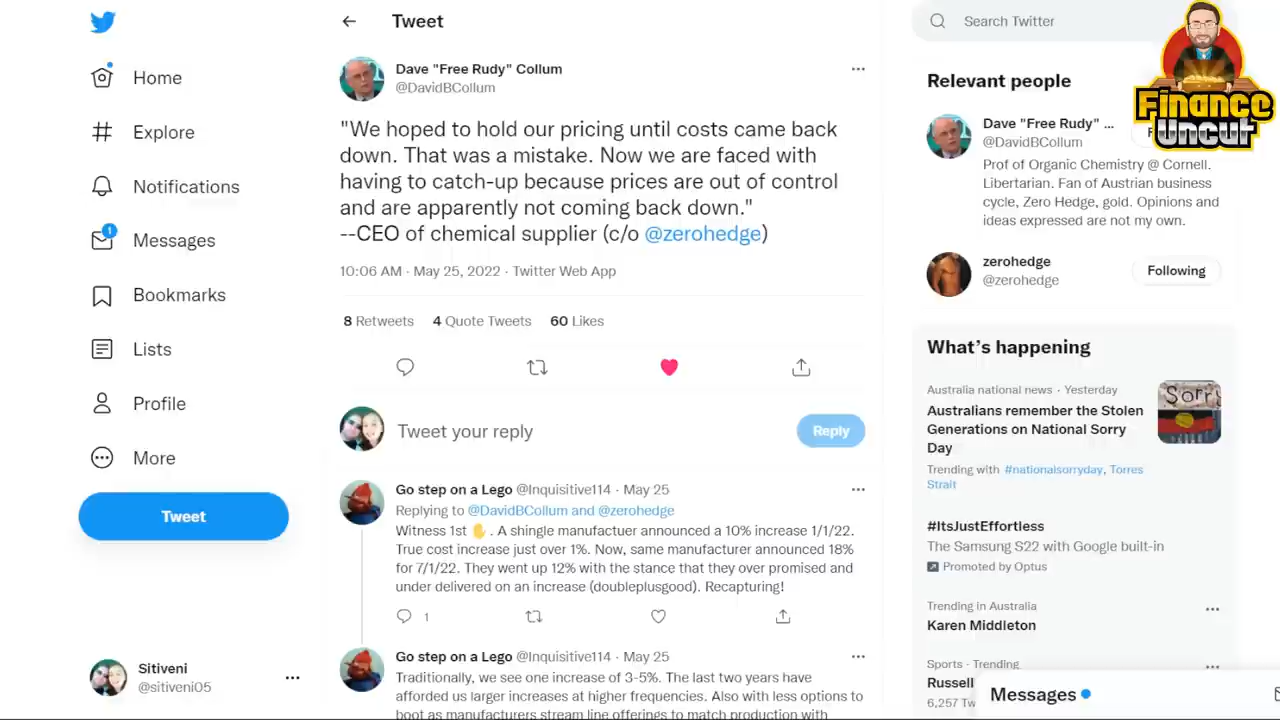 Tweet
Search Twitter
Finance
Uncut
Home
Explore
Notifications
1
Messages
Bookmarks
Lists
Profile
More
Tweet
Sitiveni
@sitiveni05
Dave "Free Rudy" Collum
@DavidBCollum
"We hoped to hold our pricing until costs came back
down. That was a mistake. Now we are faced with
having to catch-up because prices are out of control
and are apparently not coming back down."
--CEO of chemical supplier (c/o @zerohedge)
10:06 AM · May 25, 2022 · Twitter Web App
8 Retweets 4 Quote Tweets 60 Likes
Tweet your reply
Reply
Go step on a Lego @Inquisitive114 · May 25
Replying to @DavidBCollum and @zerohedge
Witness 1st ✋. A shingle manufactuer announced a 10% increase 1/1/22.
True cost increase just over 1%. Now, same manufacturer announced 18%
for 7/1/22. They went up 12% with the stance that they over promised and
under delivered on an increase (doubleplusgood). Recapturing!
1
Go step on a Lego @Inquisitive114 · May 25
Traditionally, we see one increase of 3-5%. The last two years have
afforded us larger increases at higher frequencies. Also with less options to
boot as manufacturers stream line offerings to match production with
Relevant people
Dave "Free Rudy" ...
@DavidBCollum
Prof of Organic Chemistry @ Cornell.
Libertarian. Fan of Austrian business
cycle, Zero Hedge, gold. Opinions and
ideas expressed are not my own.
zerohedge
@zerohedge
Following
What's happening
Australia national news · Yesterday
Australians remember the Stolen
Generations on National Sorry
Day
Trending with #nationalsorryday, Torres
Strait
Sorry
#ItsJustEffortless
The Samsung S22 with Google built-in
Promoted by Optus
Trending in Australia
Karen Middleton
Sports · Trending
Russell
6,257 Tw
Messages